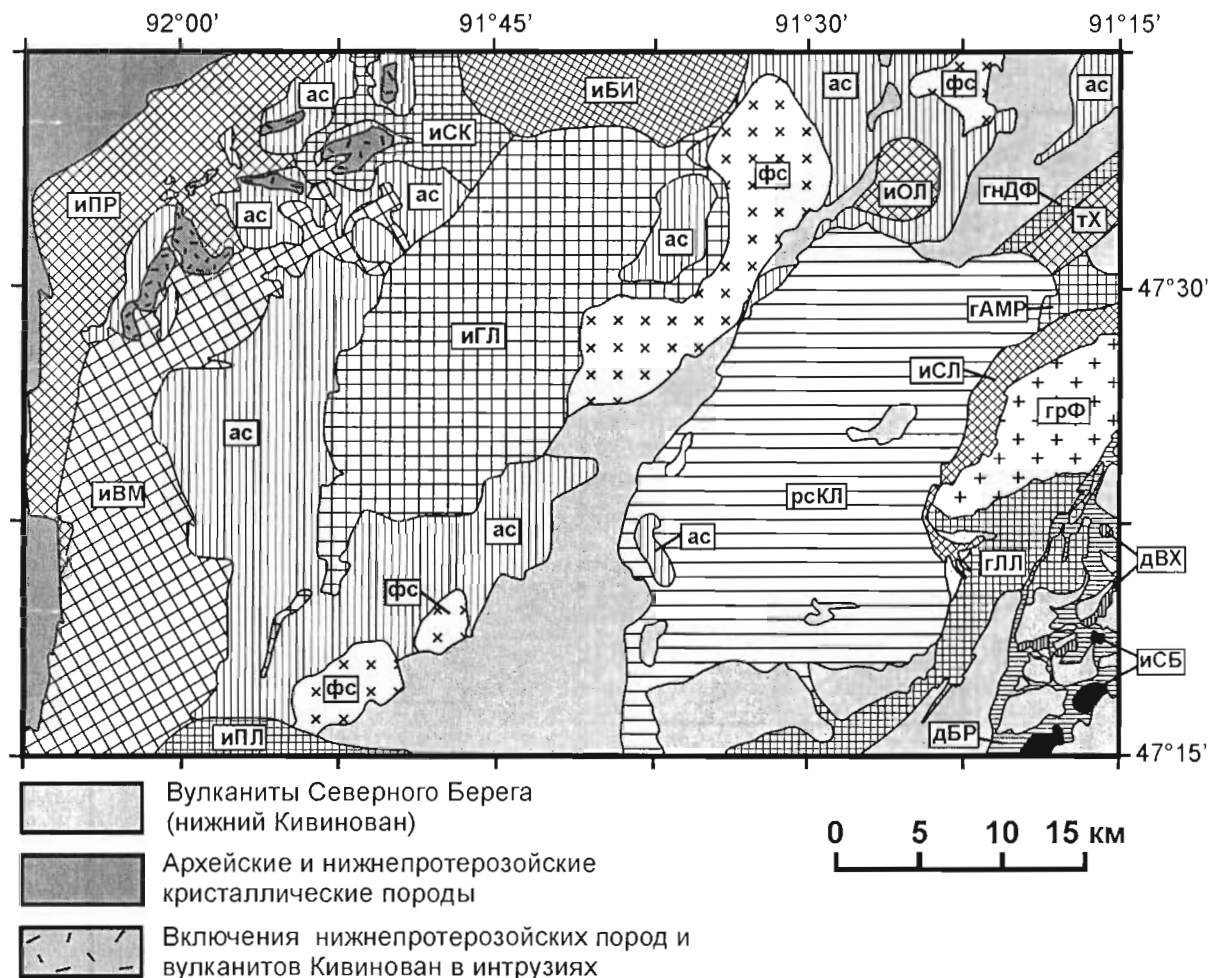 92°00' 91°45' 91°30' 91°15'
ас иБИ ас фс ас
иСК
фс
иПР ас ас иОЛ гнДФ
ас тХ
47°30'
гАМР
иГЛ
иСЛ
грФ
ас
иВМ рсКЛ
ас ас
гЛЛ дВХ
фс
иСБ
фс
иПЛ дБР
47°15'
Вулканиты Северного Берега
(нижний Кивинован)
0 5 10 15 км
Архейские и нижнепротерозойские
кристаллические породы
Включения нижнепротерозойских пород и
вулканитов Кивинован в интрузиях